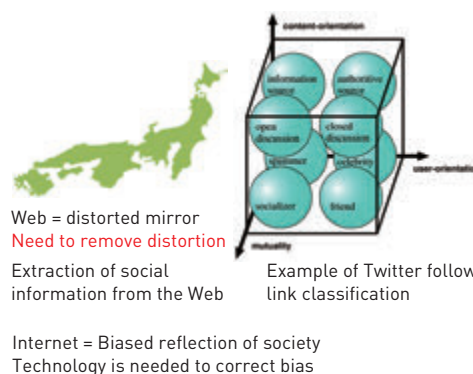 content-orientation
information
source
authoritive
source
open
discussion
closed
discussion
spammer
celebrity
user-orientation
socializer
friend
mutuality
Web = distorted mirror
Need to remove distortion
Extraction of social
information from the Web
Example of Twitter follow
link classification
Internet = Biased reflection of society
Technology is needed to correct bias